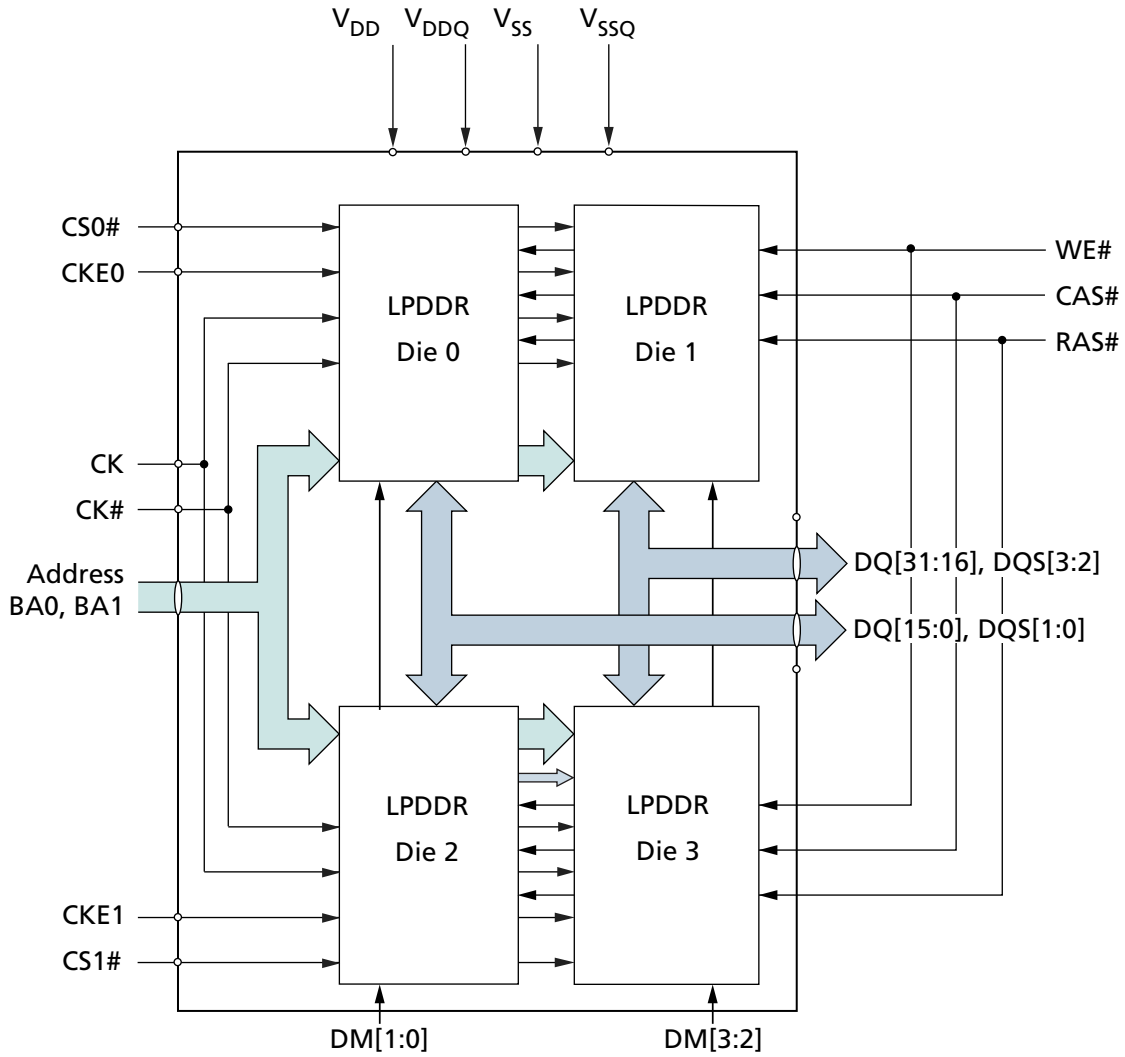 VDD VDDQ VSS VSSQ
CS0#
CKE0
CK
CK#
Address
BA0, BA1
CKE1
CS1#
LPDDR
Die 0
LPDDR
Die 1
LPDDR
Die 2
LPDDR
Die 3
WE#
CAS#
RAS#
DQ[31:16], DQS[3:2]
DQ[15:0], DQS[1:0]
DM[1:0] DM[3:2]